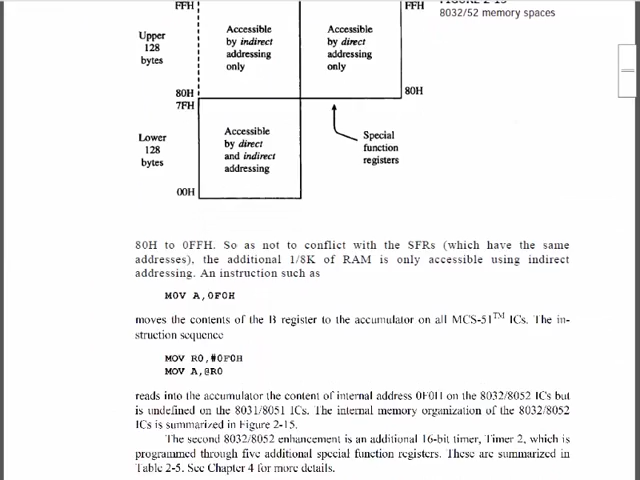 FFH
FFH
8032/52 memory spaces
Upper
128
bytes
Accessible
by indirect
addressing
only
Accessible
by direct
addressing
only
80H
80H
7FH
Lower
128
bytes
Accessible
by direct
and indirect
addressing
Special
function
registers
00H
80H to 0FFH. So as not to conflict with the SFRs (which have the same
addresses), the additional 1/8K of RAM is only accessible using indirect
addressing. An instruction such as
MOV A,0F0H
moves the contents of the B register to the accumulator on all MCS-51™ ICs. The in-
struction sequence
MOV R0,#0F0H
MOV A,@R0
reads into the accumulator the content of internal address 0F0H on the 8032/8052 ICs but
is undefined on the 8031/8051 ICs. The internal memory organization of the 8032/8052
ICs is summarized in Figure 2-15.
The second 8032/8052 enhancement is an additional 16-bit timer, Timer 2, which is
programmed through five additional special function registers. These are summarized in
Table 2-5. See Chapter 4 for more details.